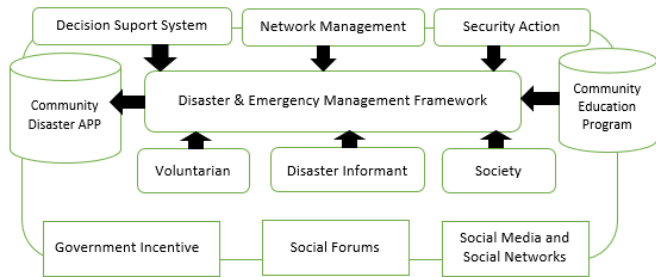 Decision Suport System
Network Management
Security Action
Community
Disaster APP
Disaster & Emergency Management Framework
Community
Education
Program
Voluntarian
Disaster Informant
Society
Government Incentive
Social Forums
Social Media and
Social Networks